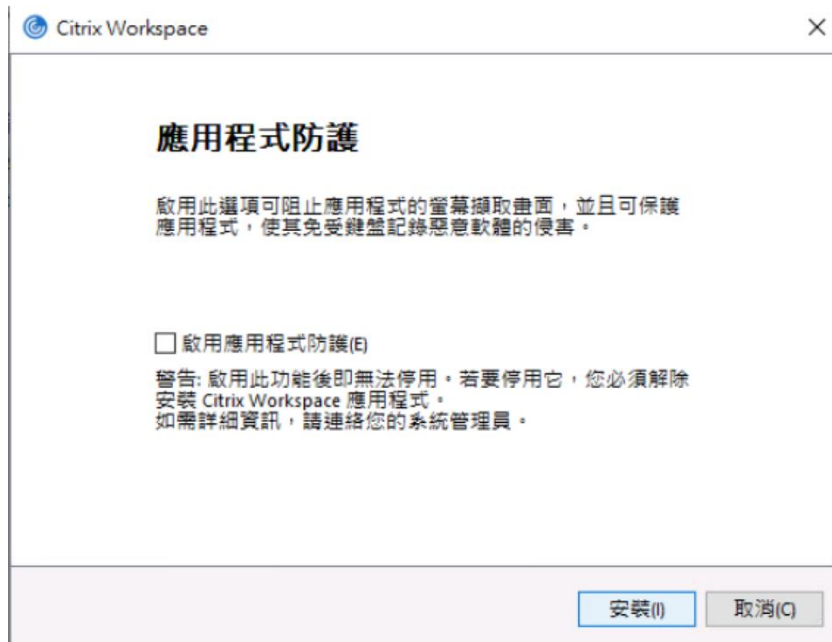 Citrix Workspace
應用程式防護
啟用此選項可阻止應用程式的螢幕擷取畫面，並且可保護
應用程式，使其免受鍵盤記錄惡意軟體的侵害。
啟用應用程式防護(E)
警告: 啟用此功能後即無法停用。若要停用它，您必須解除
安裝 Citrix Workspace 應用程式。
如需詳細資訊，請連絡您的系統管理員。
安裝(I) 取消(C)